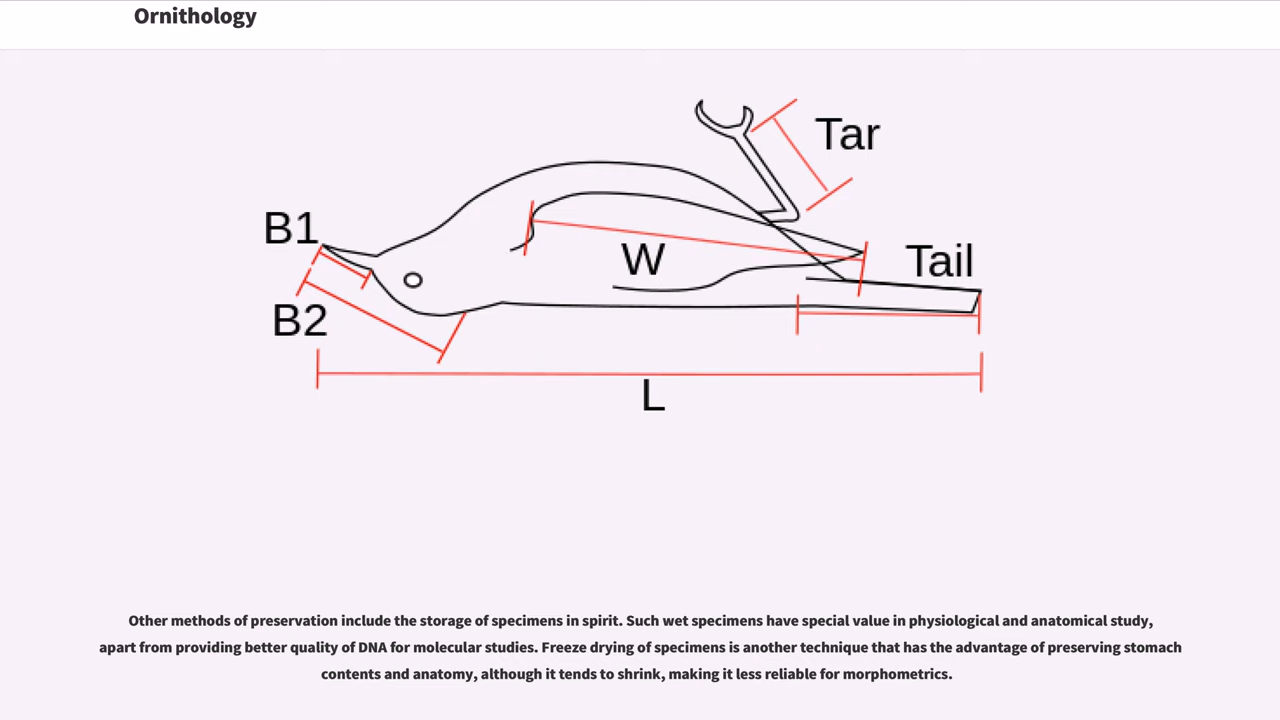 Ornithology
Tar
B1
W
Tail
B2
L
Other methods of preservation include the storage of specimens in spirit. Such wet specimens have special value in physiological and anatomical study,
apart from providing better quality of DNA for molecular studies. Freeze drying of specimens is another technique that has the advantage of preserving stomach
contents and anatomy, although it tends to shrink, making it less reliable for morphometrics.